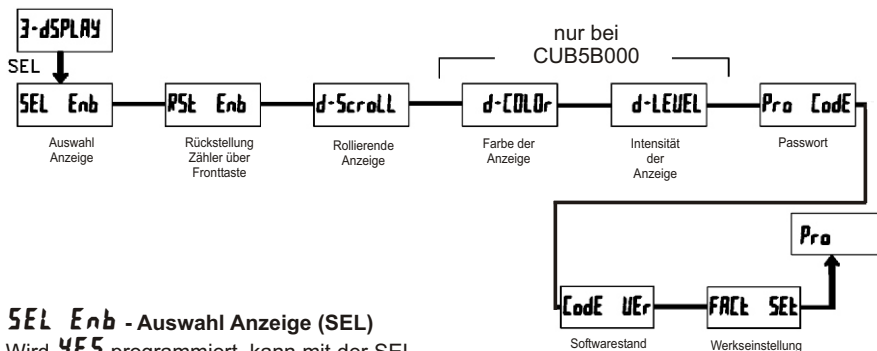 3-dSPLAY
nur bei
CUB5B000
SEL
SEL Enb
RSt Enb
d-ScroLL
d-COLOr
d-LEVEL
Pro CodE
Auswahl
Anzeige
Rückstellung
Zähler über
Fronttaste
Rollierende
Anzeige
Farbe der
Anzeige
Intensität
der
Anzeige
Passwort
Pro
CodE VEr
FACt SEt
Softwarestand
Werkseinstellung
SEL Enb - Auswahl Anzeige (SEL)
Wird YES programmiert, kann mit der SEL